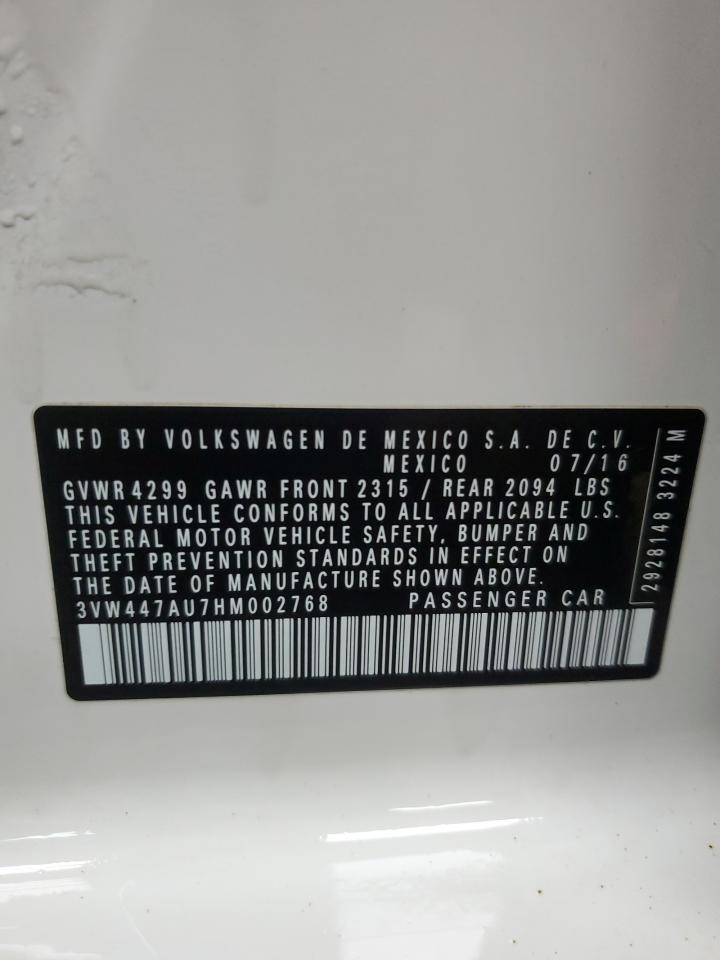 MFD BY VOLKSWAGEN DE MEXICO S.A. DE C.V.
MEXICO 07/16
GVWR 4299 GAWR FRONT 2315 / REAR 2094 LBS
THIS VEHICLE CONFORMS TO ALL APPLICABLE U.S.
FEDERAL MOTOR VEHICLE SAFETY, BUMPER AND
THEFT PREVENTION STANDARDS IN EFFECT ON
THE DATE OF MANUFACTURE SHOWN ABOVE.
3VW447AU7HM002768 PASSENGER CAR
2928148 3224 M